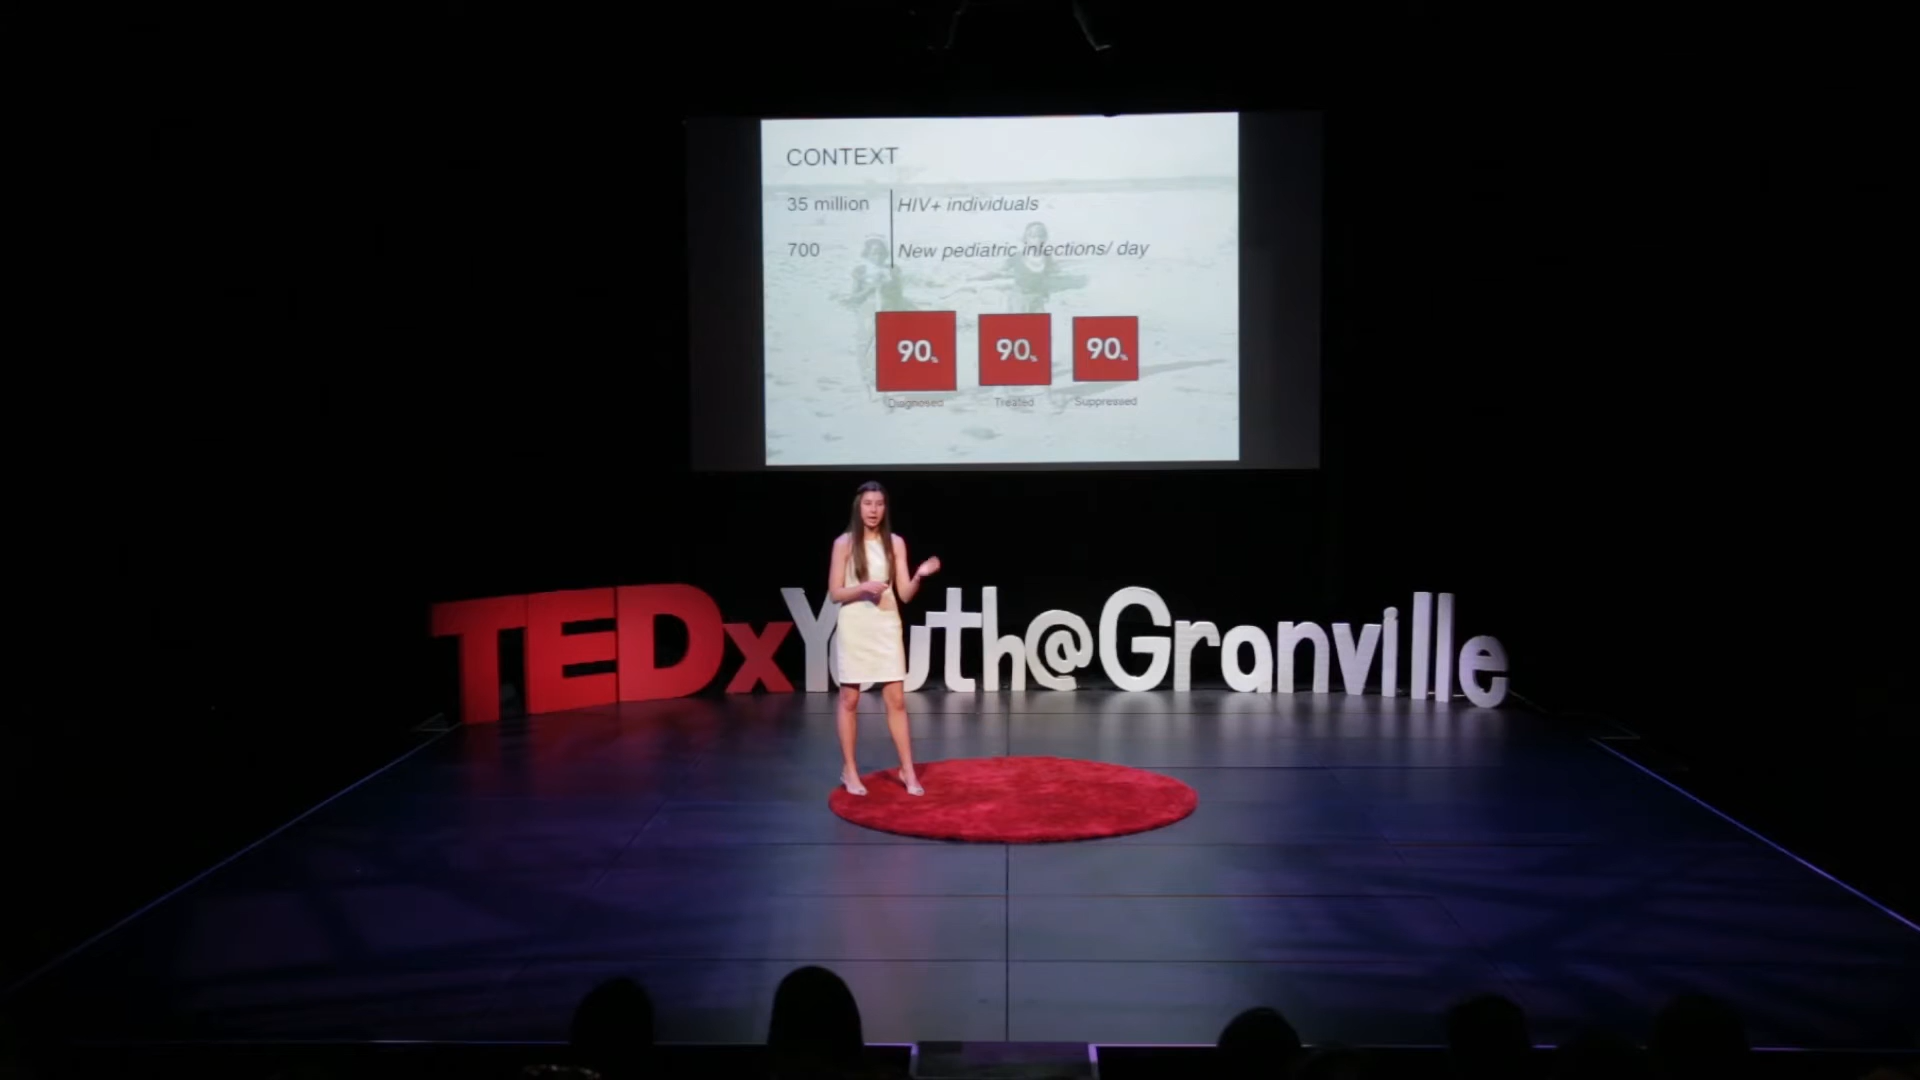 CONTEXT
35 million HIV+ individuals
700 New pediatric infections/ day
90% 90% 90%
Diagnosed Treated Suppressed
TEDxYouth@Granville